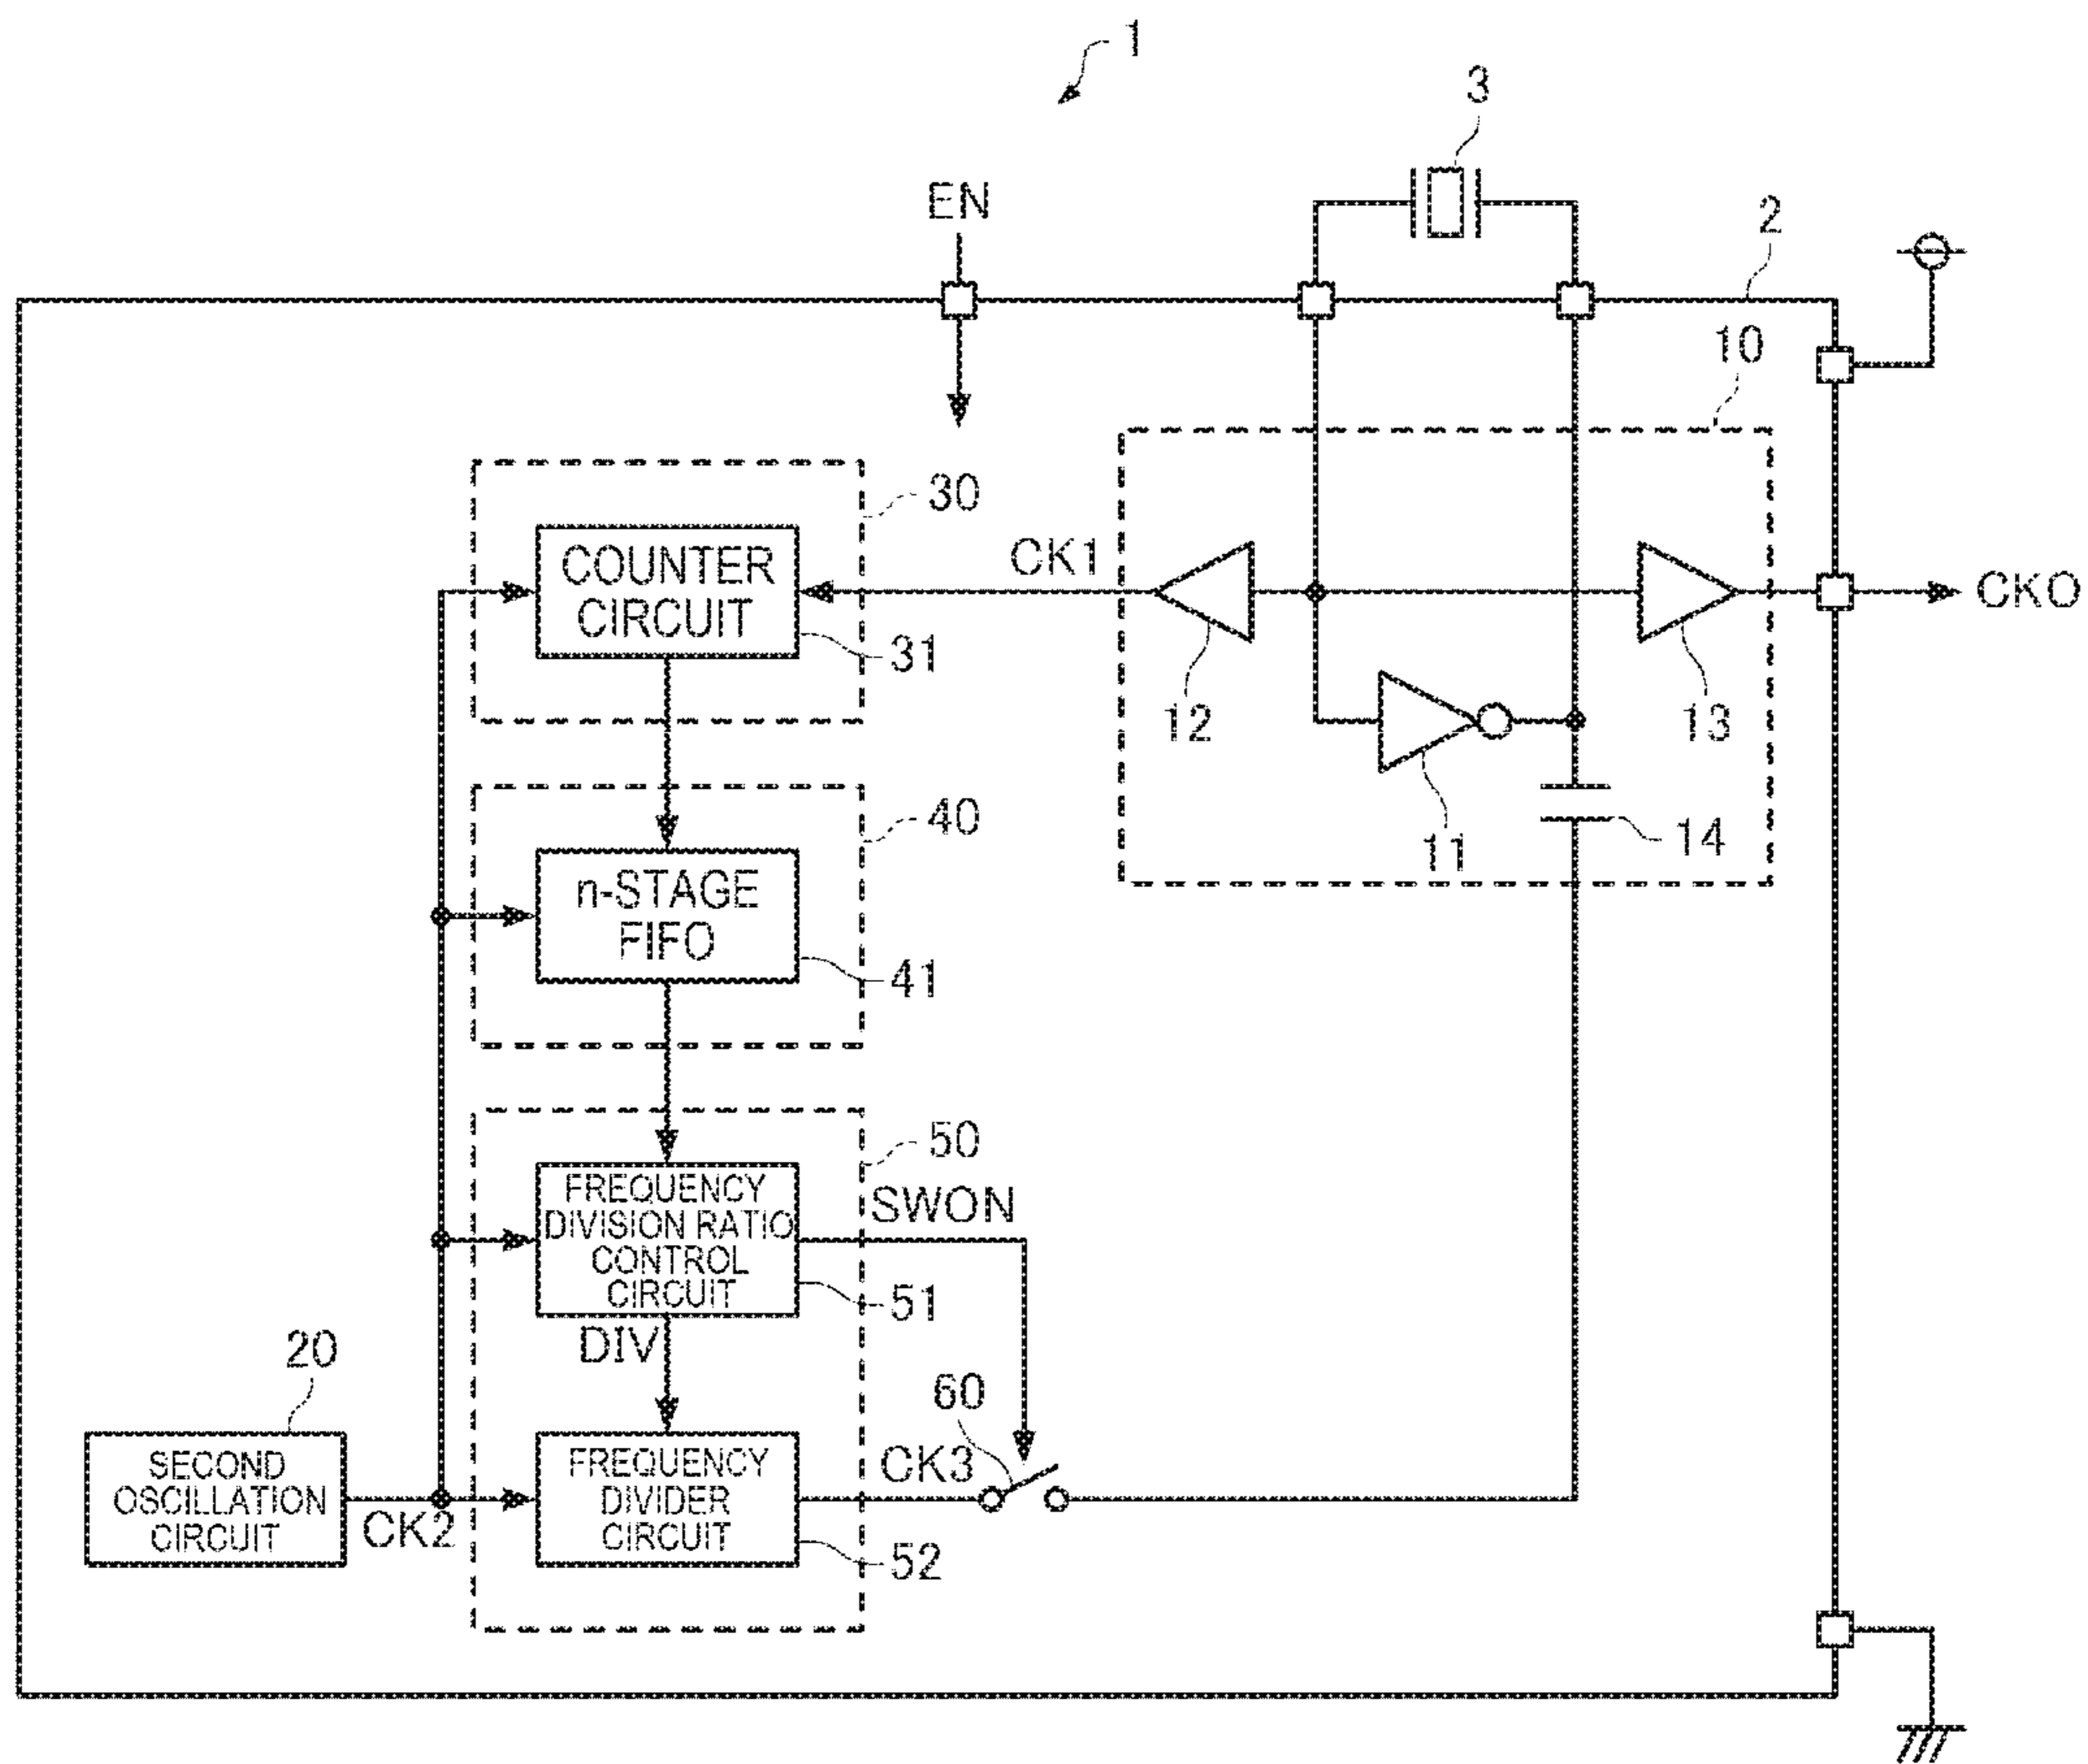 1
3
EN
2
10
30
COUNTER
CIRCUIT
CK1
CKO
31
12
13
40
11
14
n-STAGE
FIFO
41
50
FREQUENCY
DIVISION RATIO
CONTROL
CIRCUIT
SWON
51
DIV
20
60
SECOND
OSCILLATION
CIRCUIT
CK2
FREQUENCY
DIVIDER
CIRCUIT
CK3
52